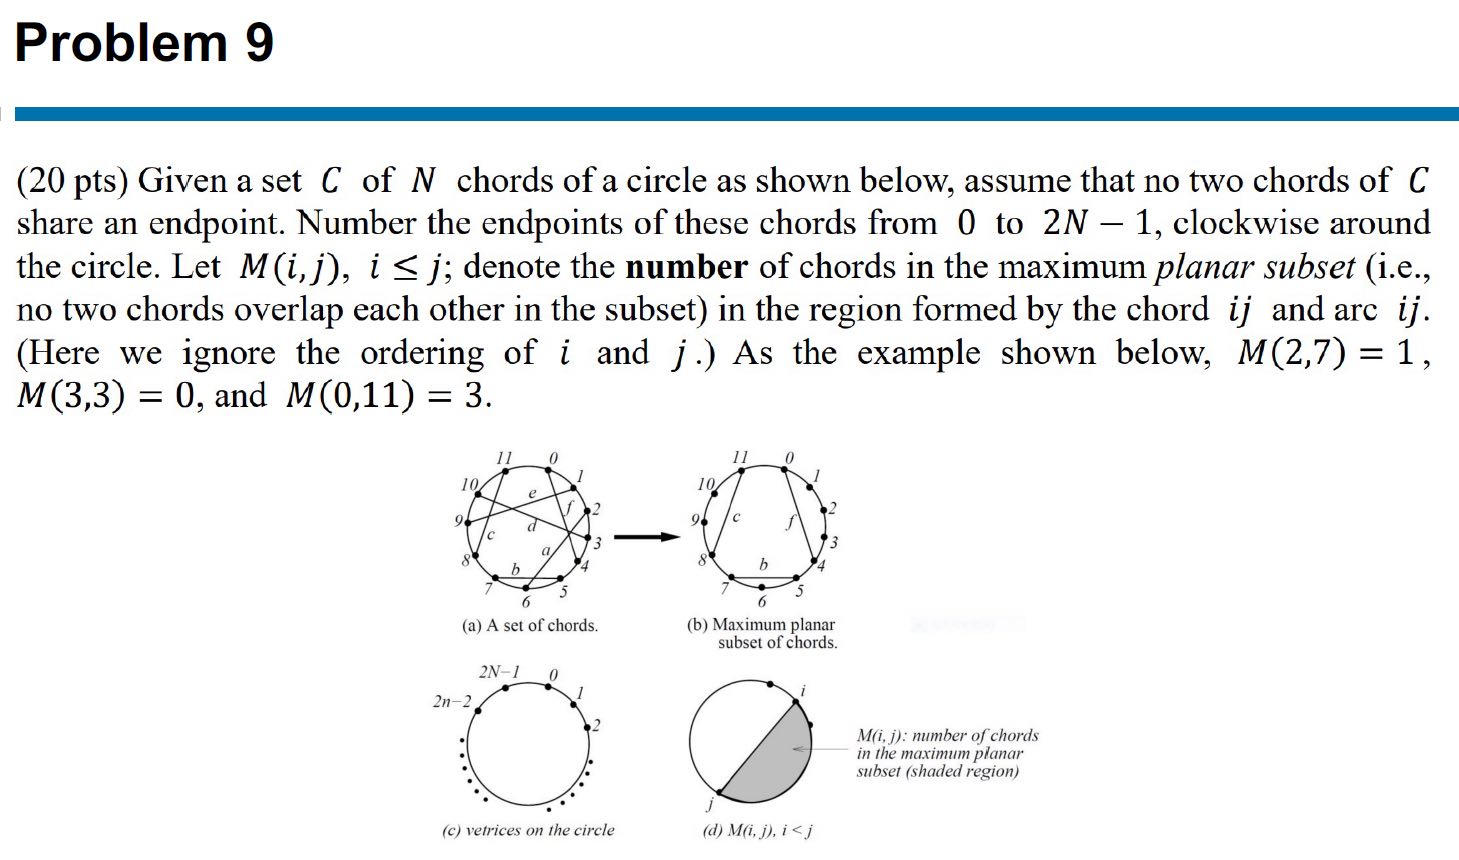 Problem 9
(20 pts) Given a set C of N chords of a circle as shown below, assume that no two chords of C
share an endpoint. Number the endpoints of these chords from 0 to 2N − 1, clockwise around
the circle. Let M(i,j), i ≤ j; denote the number of chords in the maximum planar subset (i.e.,
no two chords overlap each other in the subset) in the region formed by the chord ij and arc ij.
(Here we ignore the ordering of i and j.) As the example shown below, M(2,7) = 1,
M(3,3) = 0, and M(0,11) = 3.
11 0
10 1
e
f 2
9 d
c 3
a
8 b 4
7 5
6
(a) A set of chords.
11 0
10 1
2
9 c f
3
8 b 4
7 5
6
(b) Maximum planar
subset of chords.
2N−1 0
2n−2 1
2
(c) vetrices on the circle
i
j
M(i, j): number of chords
in the maximum planar
subset (shaded region)
(d) M(i, j), i < j